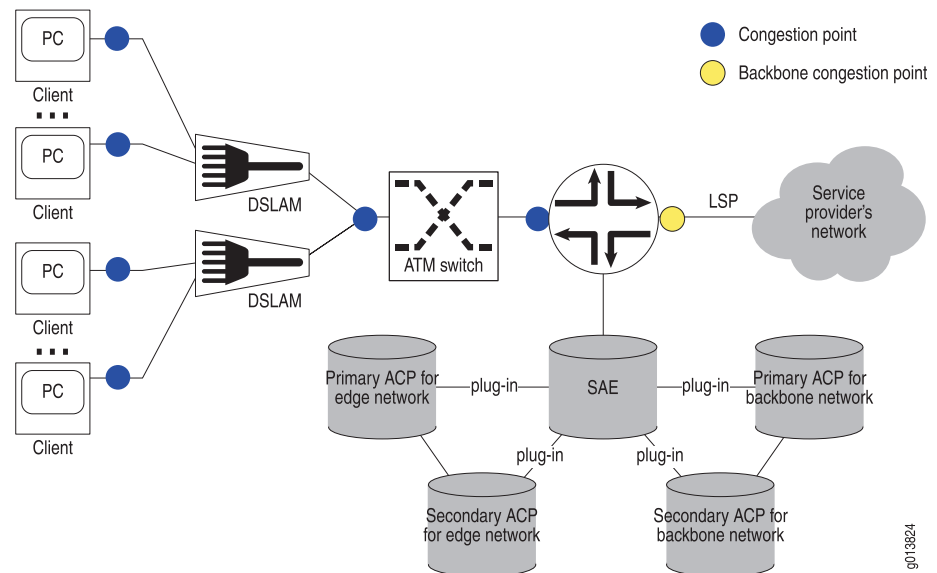 PC
Client
PC
Client
PC
Client
PC
Client
DSLAM
DSLAM
ATM switch
Congestion point
Backbone congestion point
LSP
Service
provider's
network
Primary ACP for
edge network
plug-in
SAE
plug-in
Primary ACP for
backbone network
plug-in
plug-in
Secondary ACP
for edge network
Secondary ACP for
backbone network
g013824